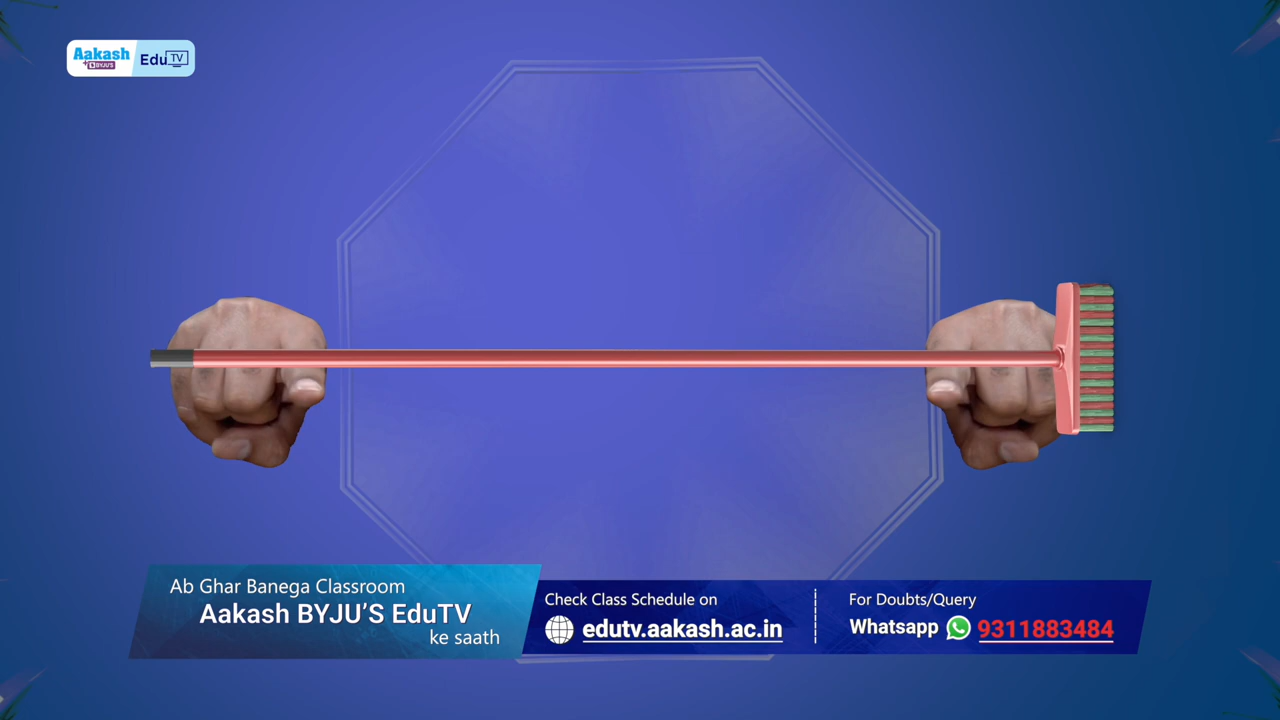 Aakash
BYJU'S
Edu TV
Ab Ghar Banega Classroom
Aakash BYJU'S EduTV
ke saath
Check Class Schedule on
edutv.aakash.ac.in
For Doubts/Query
Whatsapp 9311883484